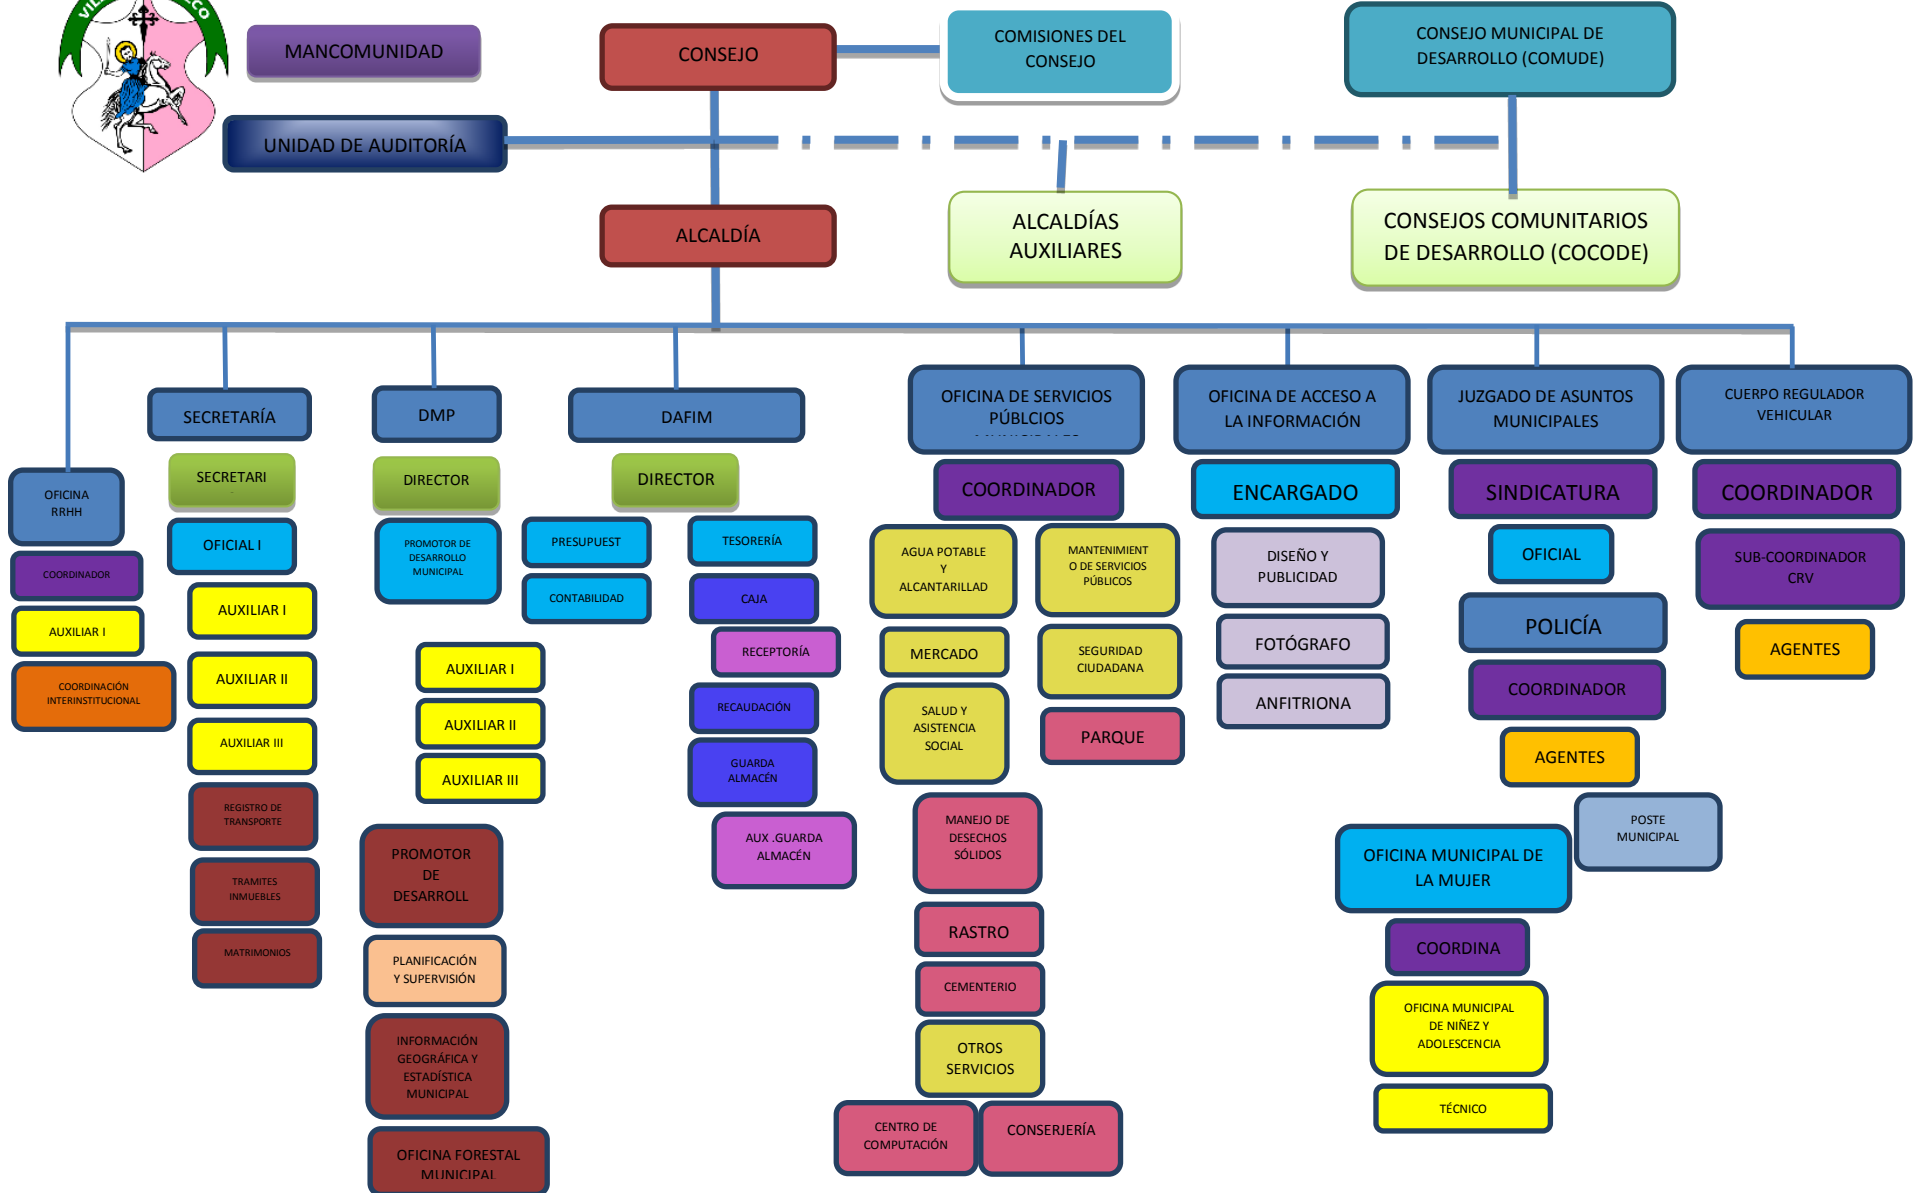 MANCOMUNIDAD
CONSEJO
COMISIONES DEL
CONSEJO
CONSEJO MUNICIPAL DE
DESARROLLO (COMUDE)
UNIDAD DE AUDITORÍA
ALCALDÍA
ALCALDÍAS
AUXILIARES
CONSEJOS COMUNITARIOS
DE DESARROLLO (COCODE)
OFICINA
RRHH
COORDINADOR
AUXILIAR I
COORDINACIÓN
INTERINSTITUCIONAL
SECRETARÍA
SECRETARI
OFICIAL I
AUXILIAR I
AUXILIAR II
AUXILIAR III
REGISTRO DE
TRANSPORTE
TRAMITES
INMUEBLES
MATRIMONIOS
DMP
DIRECTOR
PROMOTOR DE
DESARROLLO
MUNICIPAL
AUXILIAR I
AUXILIAR II
AUXILIAR III
PROMOTOR
DE
DESARROLL
PLANIFICACIÓN
Y SUPERVISIÓN
INFORMACIÓN
GEOGRÁFICA Y
ESTADÍSTICA
MUNICIPAL
OFICINA FORESTAL
MUNICIPAL
DAFIM
DIRECTOR
PRESUPUEST
CONTABILIDAD
TESORERÍA
CAJA
RECEPTORÍA
RECAUDACIÓN
GUARDA
ALMACÉN
AUX .GUARDA
ALMACÉN
OFICINA DE SERVICIOS
PÚBLCIOS
COORDINADOR
AGUA POTABLE
Y
ALCANTARILLAD
MANTENIMIENT
O DE SERVICIOS
PÚBLICOS
MERCADO
SEGURIDAD
CIUDADANA
SALUD Y
ASISTENCIA
SOCIAL
PARQUE
MANEJO DE
DESECHOS
SÓLIDOS
RASTRO
CEMENTERIO
OTROS
SERVICIOS
CENTRO DE
COMPUTACIÓN
CONSERJERÍA
OFICINA DE ACCESO A
LA INFORMACIÓN
ENCARGADO
DISEÑO Y
PUBLICIDAD
FOTÓGRAFO
ANFITRIONA
JUZGADO DE ASUNTOS
MUNICIPALES
SINDICATURA
OFICIAL
POLICÍA
COORDINADOR
AGENTES
POSTE
MUNICIPAL
OFICINA MUNICIPAL DE
LA MUJER
COORDINA
OFICINA MUNICIPAL
DE NIÑEZ Y
ADOLESCENCIA
TÉCNICO
CUERPO REGULADOR
VEHICULAR
COORDINADOR
SUB-COORDINADOR
CRV
AGENTES